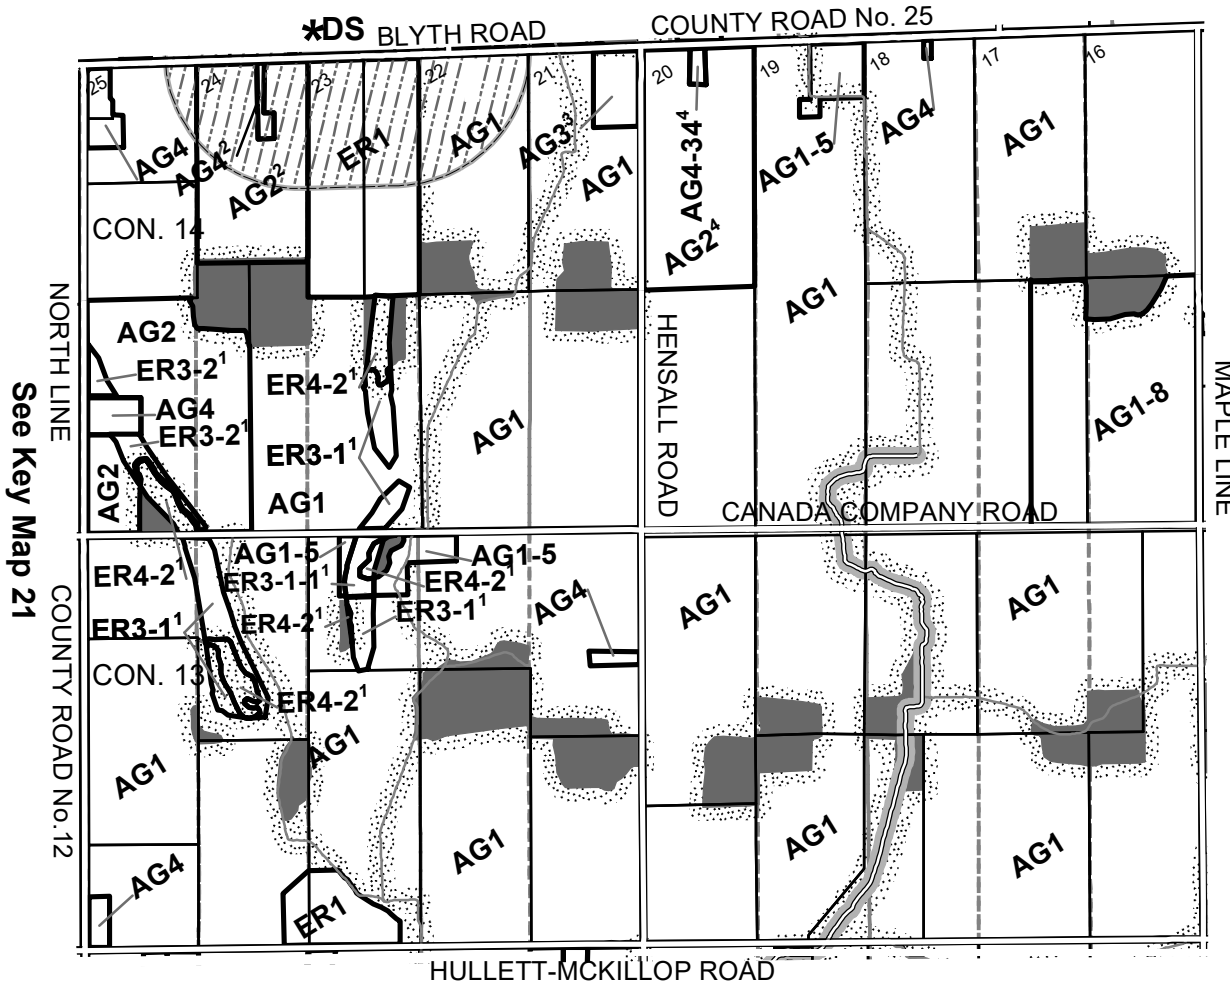 *DS BLYTH ROAD
COUNTY ROAD No. 25
25
24
23
22
21
20
19
18
17
16
AG4
AG4²
AG2²
ER1
AG1
AG3³
AG1
AG4-34⁴
AG2⁴
AG1-5
AG4
AG1
CON. 14
AG1
NORTH LINE
AG2
ER3-2¹
AG4
ER3-2¹
AG2
ER4-2¹
ER3-1¹
AG1
AG1
HENSALL ROAD
AG1-8
MAPLE LINE
See Key Map 21
CANADA COMPANY ROAD
COUNTY ROAD No.12
ER4-2¹
ER3-1¹
CON. 13
ER4-2¹
AG1-5
ER3-1-1¹
ER4-2¹
AG1-5
ER4-2¹
ER3-1¹
AG4
AG1
AG1
AG1
AG1
AG4
ER1
AG1
AG1
AG1
HULLETT-MCKILLOP ROAD